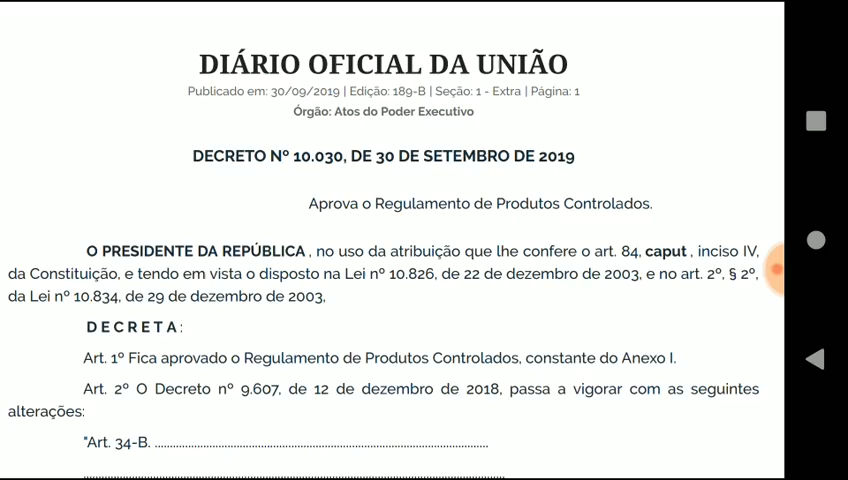 DIÁRIO OFICIAL DA UNIÃO
Publicado em: 30/09/2019 | Edição: 189-B | Seção: 1 - Extra | Página: 1
Órgão: Atos do Poder Executivo
DECRETO Nº 10.030, DE 30 DE SETEMBRO DE 2019
Aprova o Regulamento de Produtos Controlados.
O PRESIDENTE DA REPÚBLICA , no uso da atribuição que lhe confere o art. 84, caput , inciso IV,
da Constituição, e tendo em vista o disposto na Lei nº 10.826, de 22 de dezembro de 2003, e no art. 2º, § 2º,
da Lei nº 10.834, de 29 de dezembro de 2003,
D E C R E T A :
Art. 1º Fica aprovado o Regulamento de Produtos Controlados, constante do Anexo I.
Art. 2º O Decreto nº 9.607, de 12 de dezembro de 2018, passa a vigorar com as seguintes
alterações:
"Art. 34-B. ................................................................................................................